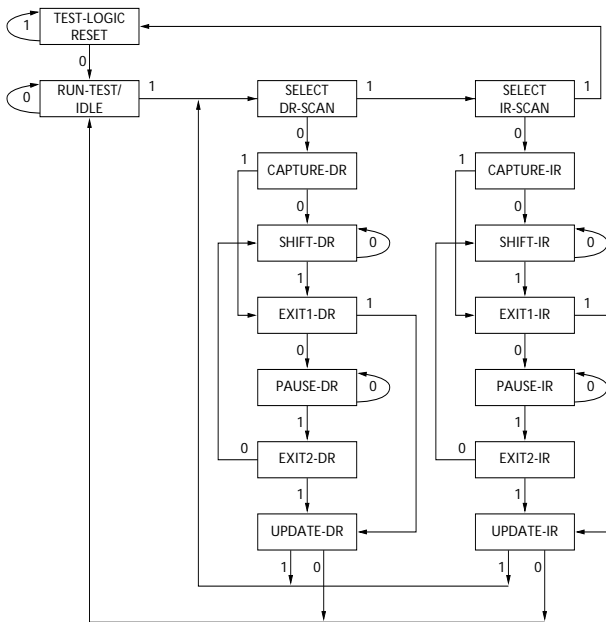 TEST-LOGIC
RESET
1
0
RUN-TEST/
IDLE
0
1
SELECT
DR-SCAN
1
SELECT
IR-SCAN
1
0
0
1
CAPTURE-DR
1
CAPTURE-IR
0
0
SHIFT-DR
0
SHIFT-IR
0
1
1
EXIT1-DR
1
EXIT1-IR
1
0
0
PAUSE-DR
0
PAUSE-IR
0
1
1
0
EXIT2-DR
0
EXIT2-IR
1
1
UPDATE-DR
UPDATE-IR
1
0
1
0